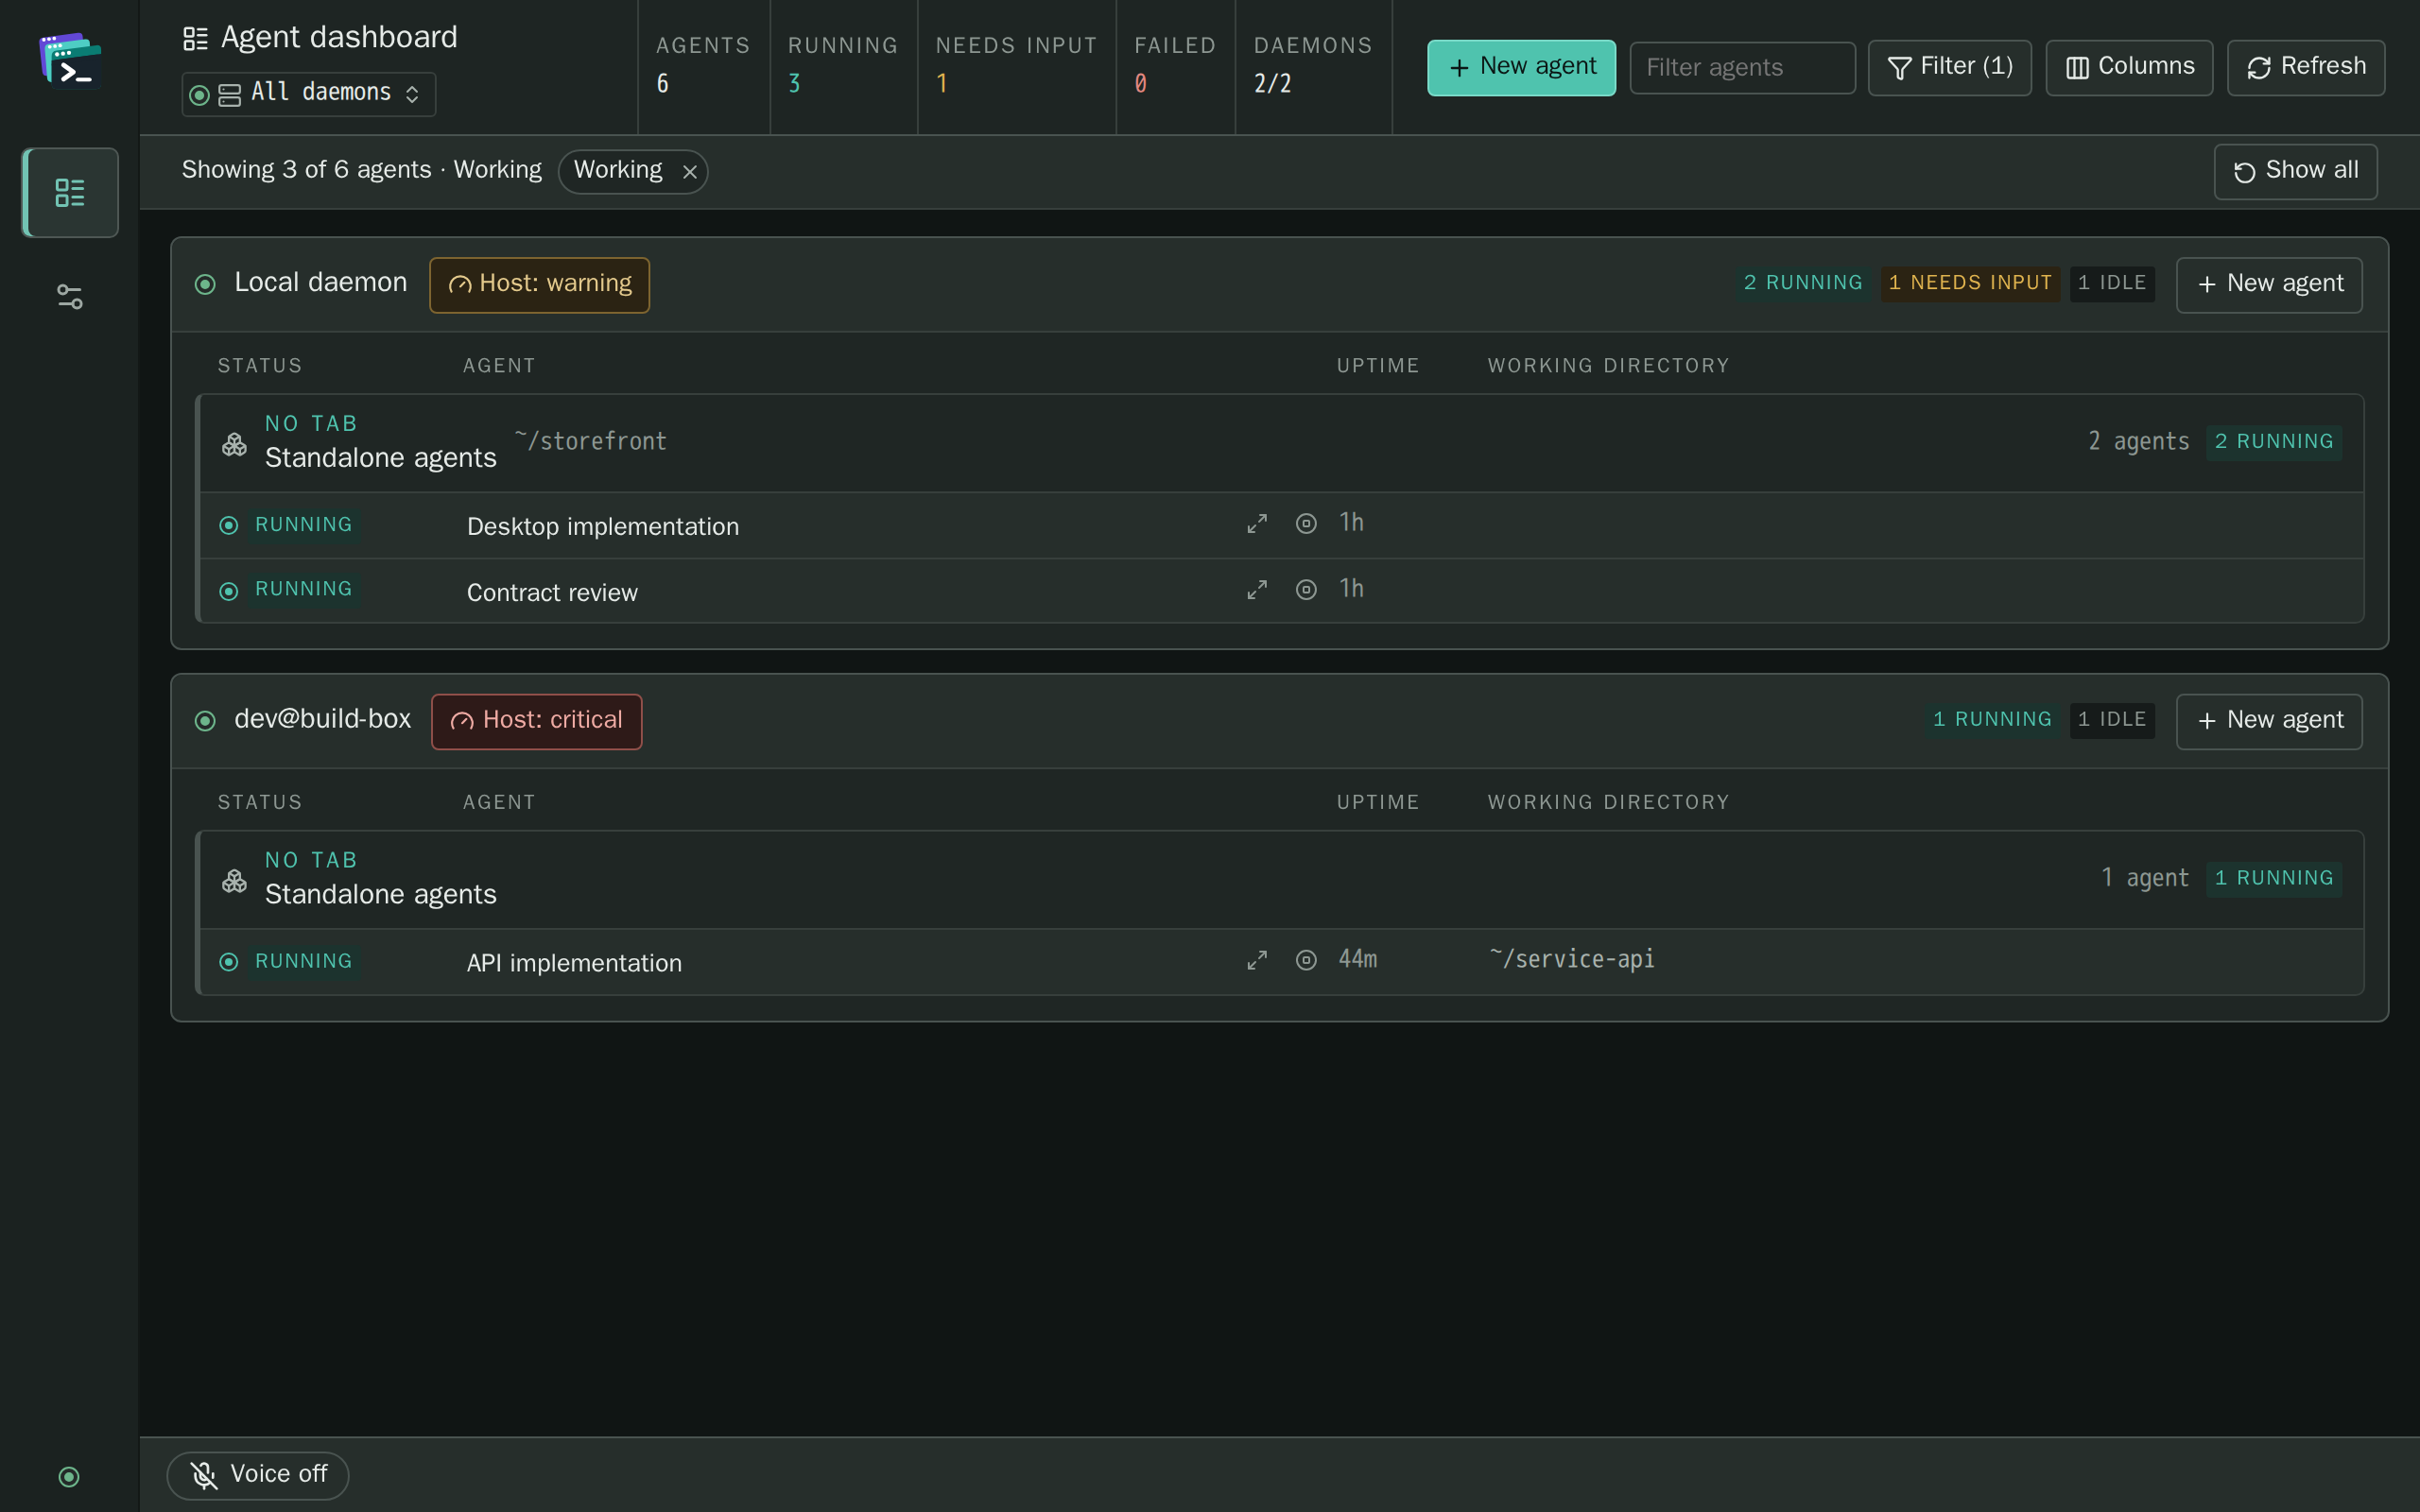 Agent dashboard
All daemons
AGENTS
6
RUNNING
3
NEEDS INPUT
1
FAILED
0
DAEMONS
2/2
New agent
Filter agents
Filter (1)
Columns
Refresh
Showing 3 of 6 agents · Working
Working
Show all
Local daemon
Host: warning
2 RUNNING
1 NEEDS INPUT
1 IDLE
New agent
STATUS
AGENT
UPTIME
WORKING DIRECTORY
NO TAB
Standalone agents
~/storefront
2 agents
2 RUNNING
RUNNING
Desktop implementation
1h
RUNNING
Contract review
1h
dev@build-box
Host: critical
1 RUNNING
1 IDLE
New agent
STATUS
AGENT
UPTIME
WORKING DIRECTORY
NO TAB
Standalone agents
1 agent
1 RUNNING
RUNNING
API implementation
44m
~/service-api
Voice off